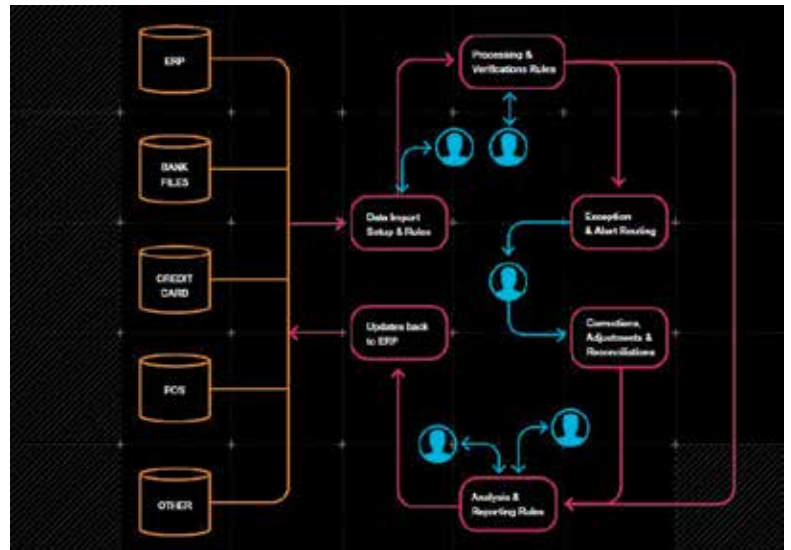 ERP
BANK
FILES
CREDIT
CARD
POS
OTHER
Processing &
Verifications Rules
Data Import
Setup & Rules
Exception
& Alert Routing
Updates back
to ERP
Corrections,
Adjustments &
Reconciliations
Analysis &
Reporting Rules